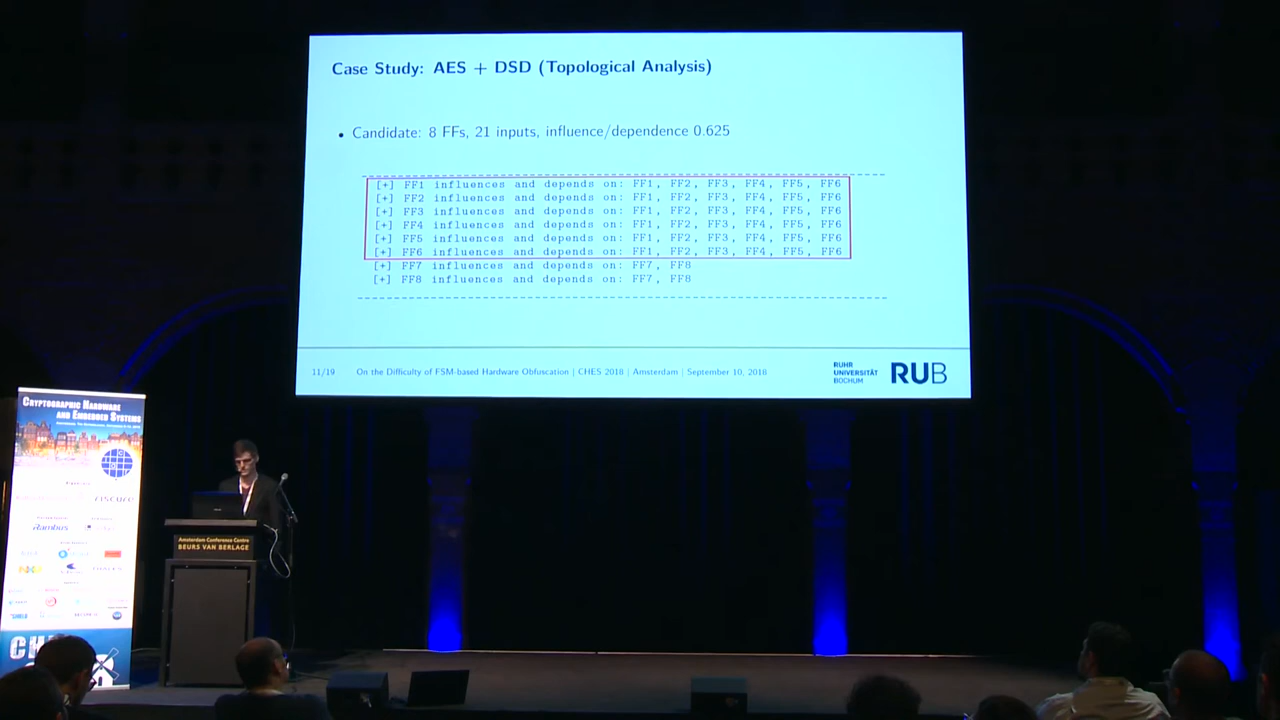 Case Study: AES + DSD (Topological Analysis)
• Candidate: 8 FFs, 21 inputs, influence/dependence 0.625
[+] FF1 influences and depends on: FF1, FF2, FF3, FF4, FF5, FF6
[+] FF2 influences and depends on: FF1, FF2, FF3, FF4, FF5, FF6
[+] FF3 influences and depends on: FF1, FF2, FF3, FF4, FF5, FF6
[+] FF4 influences and depends on: FF1, FF2, FF3, FF4, FF5, FF6
[+] FF5 influences and depends on: FF1, FF2, FF3, FF4, FF5, FF6
[+] FF6 influences and depends on: FF1, FF2, FF3, FF4, FF5, FF6
[+] FF7 influences and depends on: FF7, FF8
[+] FF8 influences and depends on: FF7, FF8
11/19 On the Difficulty of FSM-based Hardware Obfuscation | CHES 2018 | Amsterdam | September 10, 2018
RUHR
UNIVERSITÄT
BOCHUM
RUB
Cryptographic Hardware
and Embedded Systems
riscure
Rambus
Amsterdam Conference Centre
BEURS VAN BERLAGE